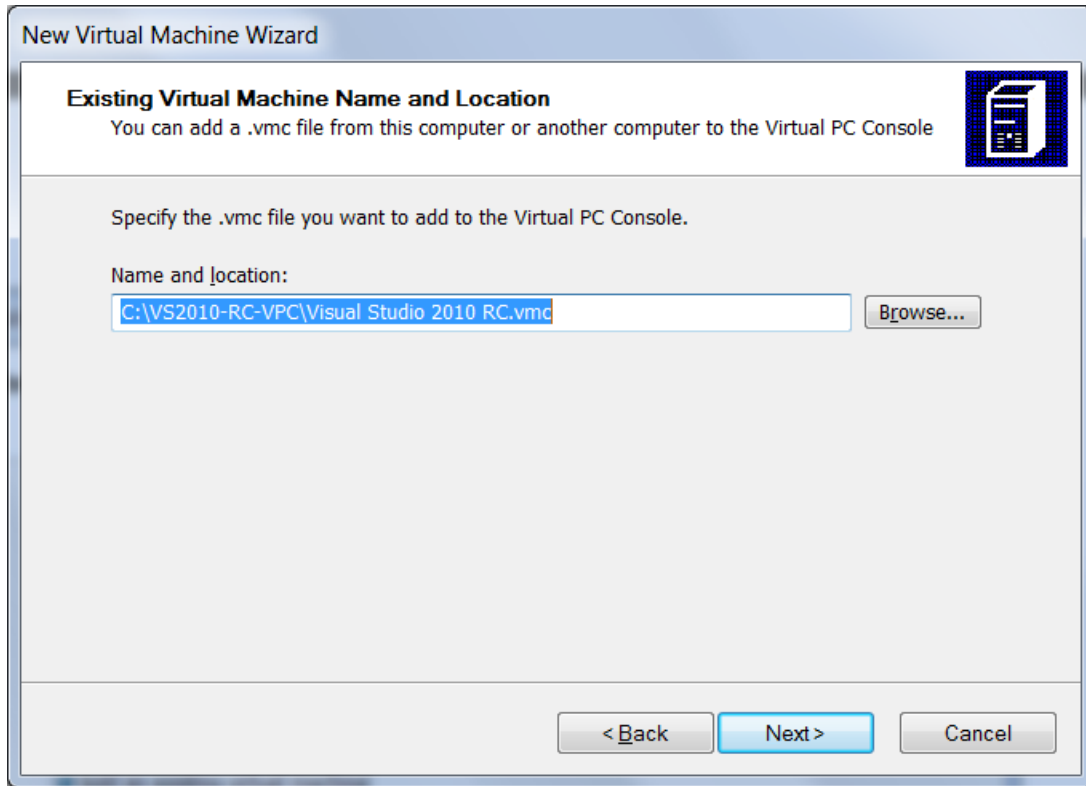 New Virtual Machine Wizard
Existing Virtual Machine Name and Location
You can add a .vmc file from this computer or another computer to the Virtual PC Console
Specify the .vmc file you want to add to the Virtual PC Console.
Name and location:
C:\VS2010-RC-VPC\Visual Studio 2010 RC.vmc
Browse...
< Back
Next >
Cancel